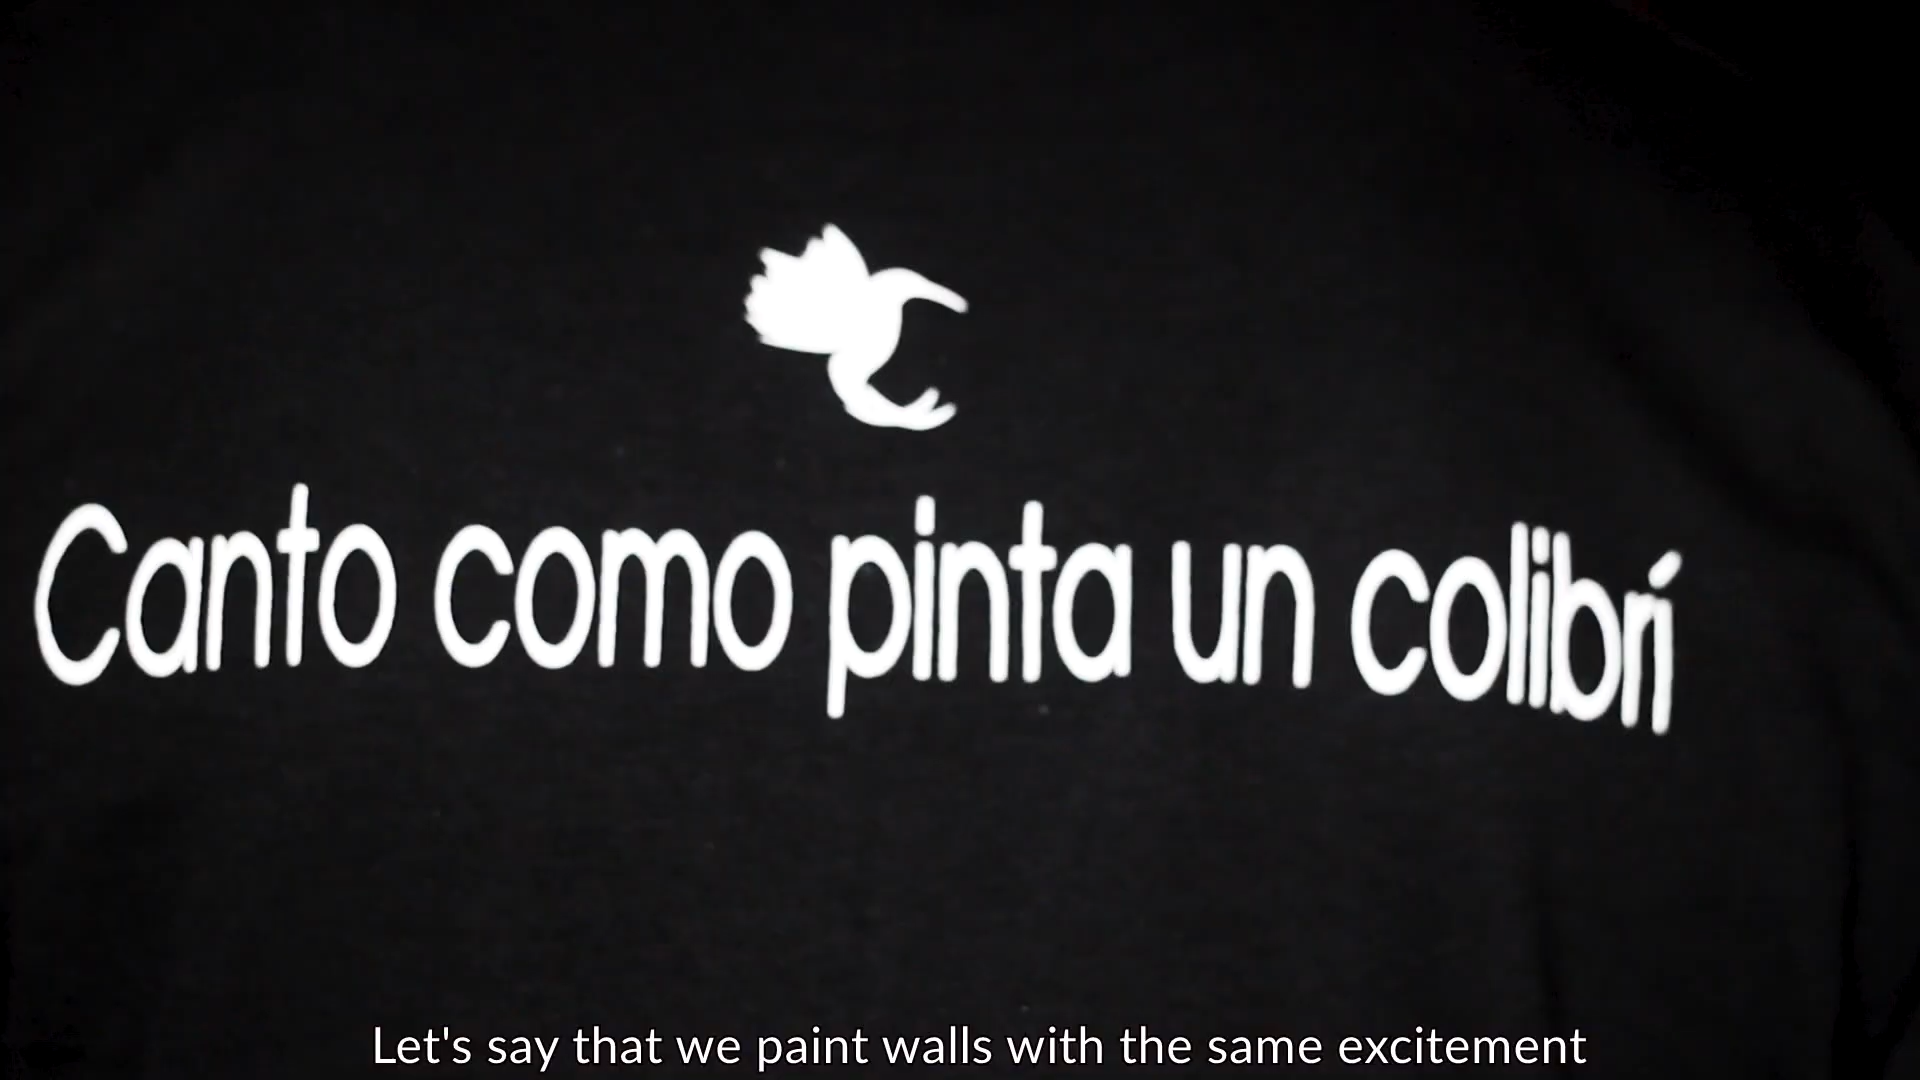 Canto como pinta un colibrí
Let's say that we paint walls with the same excitement